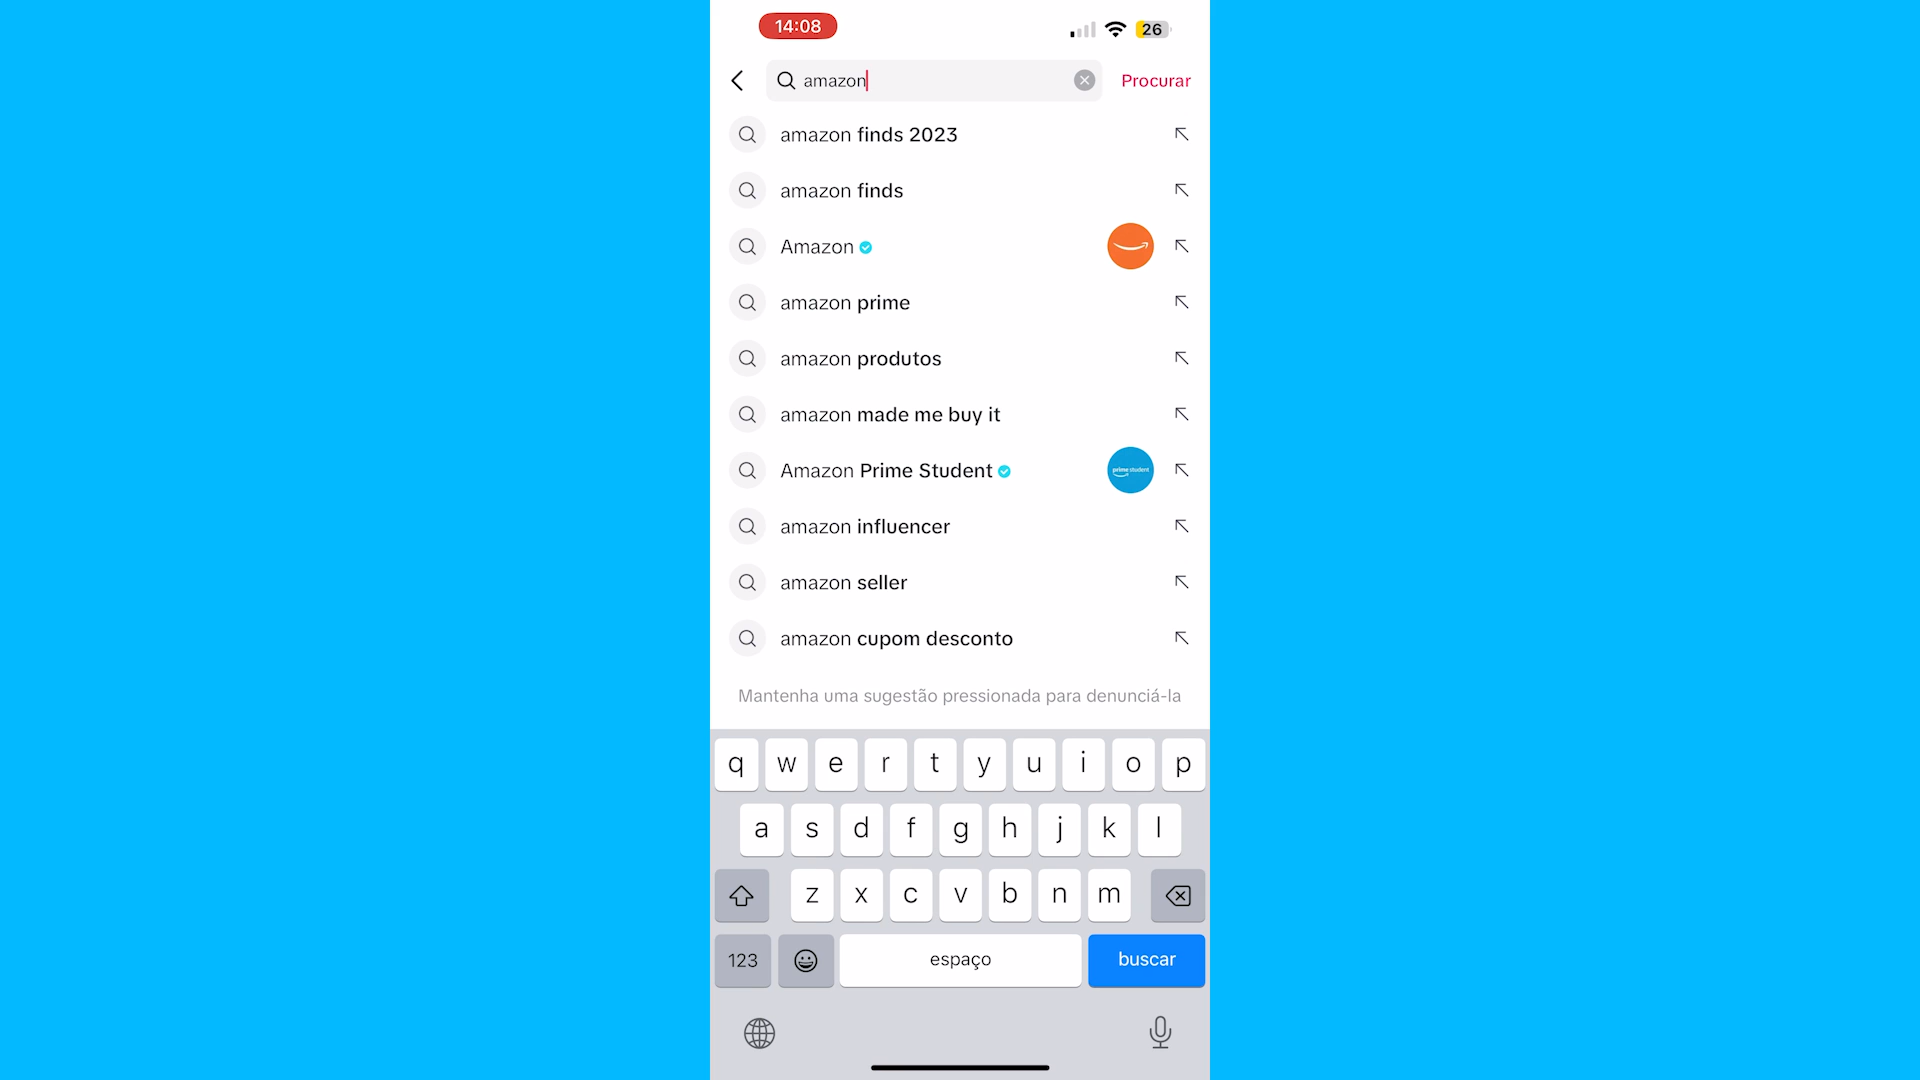 14:08
26
amazon
Procurar
amazon finds 2023
amazon finds
Amazon
amazon prime
amazon produtos
amazon made me buy it
Amazon Prime Student
prime student
amazon influencer
amazon seller
amazon cupom desconto
Mantenha uma sugestão pressionada para denunciá-la
q w e r t y u i o p
a s d f g h j k l
z x c v b n m
123 espaço buscar